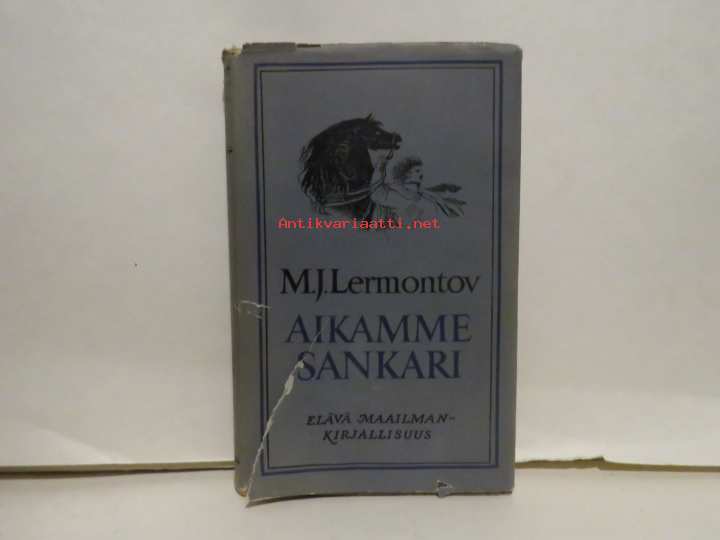 Antikvariaatti.net
M.J.Lermontov
AIKAMME
SANKARI
ELÄVÄ MAAILMAN-
KIRJALLISUUS